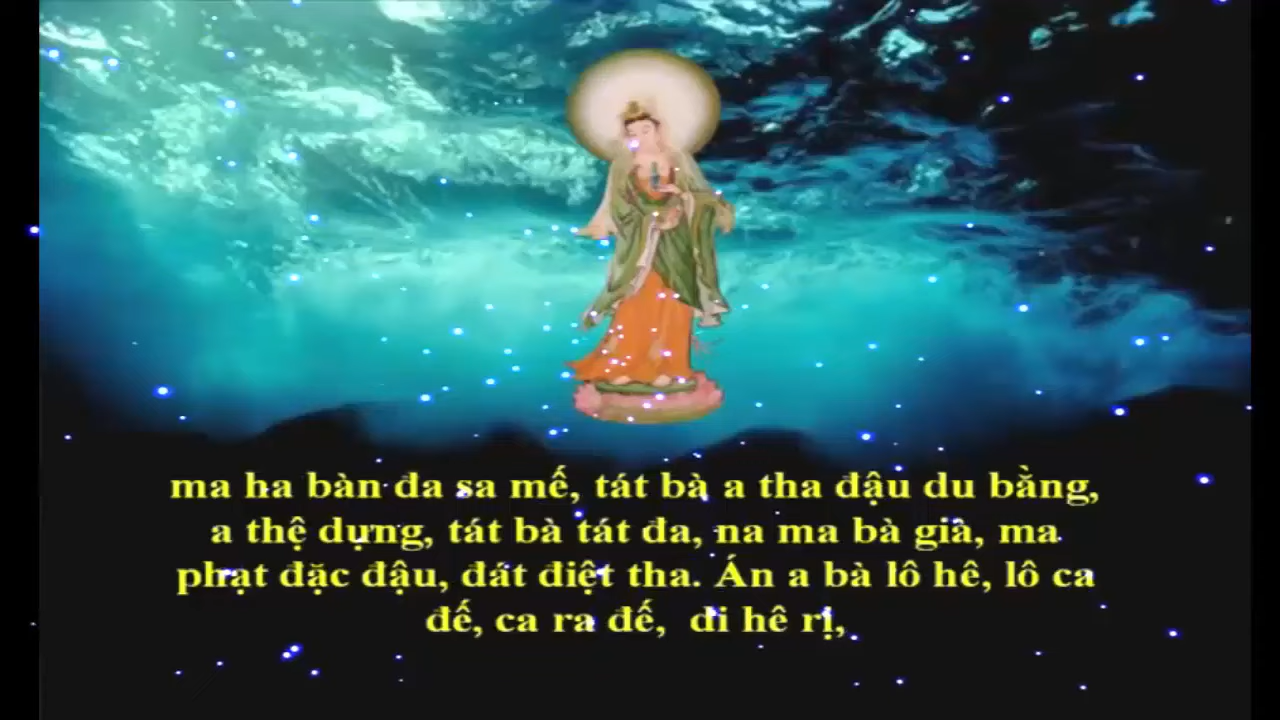 ma ha bàn đa sa mế, tát bà a tha đậu du bằng,
a thệ dựng, tát bà tát đa, na ma bà già, ma
phạt đặc đậu, đát điệt tha. Án a bà lô hê, lô ca
đế, ca ra đế, di hê rị,